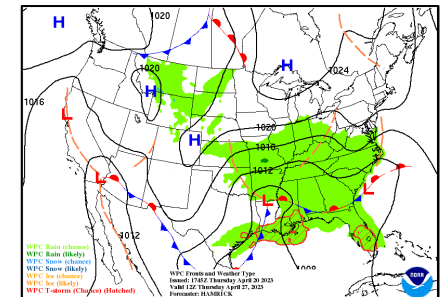 H
1020
1020
H
1024
1016
H
L
H
1020
1016
1012
L
L
L
WPC Rain (chance)
WPC Rain (likely)
WPC Snow (chance)
WPC Snow (likely)
WPC Ice (chance)
WPC Ice (likely)
WPC T-storm (Chance) (Hatched)
WPC Fronts and Weather Type
Issued: 1745Z Thursday April 20 2023
Valid 12Z Thursday April 27, 2023
Forecaster: HAMRICK
1008
NOAA